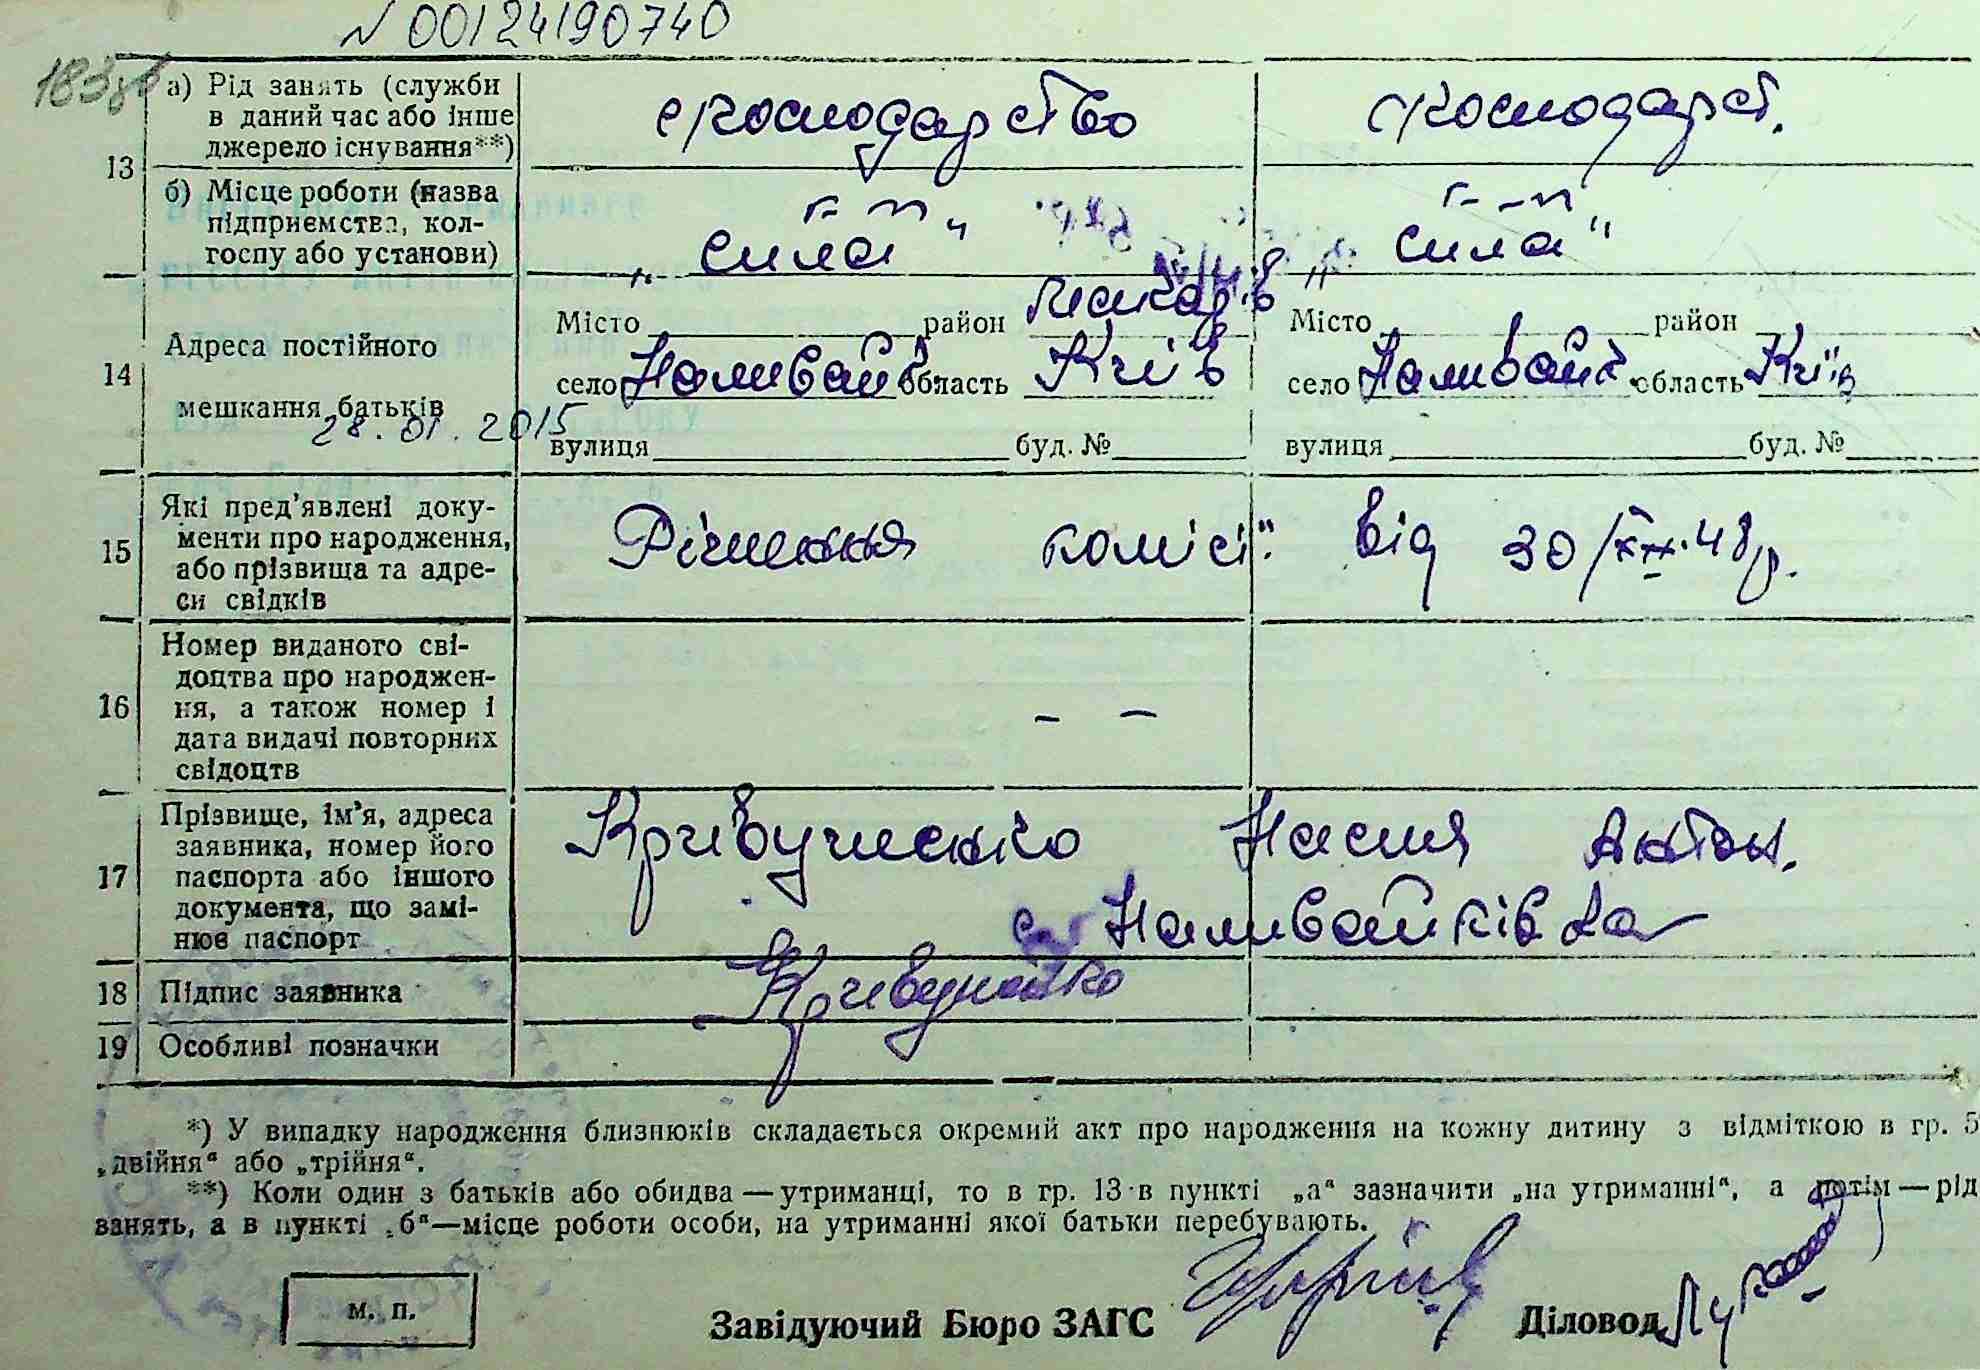 N 00124190740
13 а) Рід занять (служби в даний час або інше джерело існування**) с/господарство с/господарст.
б) Місце роботи (назва підприємства, колгоспу або установи) к-п „сила" к-п „сила"
14 Адреса постійного мешкання батьків
Місто район Макарів Місто район
село Наливайк. область Київ село Наливайк. область Київ
28.01.2015
вулиця буд. № вулиця буд. №
15 Які пред'явлені документи про народження, або прізвища та адреси свідків Рішення комісії від 30/XII.48р.
16 Номер виданого свідоцтва про народження, а також номер і дата видачі повторних свідоцтв – –
17 Прізвище, ім'я, адреса заявника, номер його паспорта або іншого документа, що замінює паспорт Кривученко Настя Антон.
с. Наливайківка
18 Підпис заявника Кривученко
19 Особливі позначки
*) У випадку народження близнюків складається окремий акт про народження на кожну дитину з відміткою в гр. 5
„двійня“ або „трійня“.
**) Коли один з батьків або обидва — утриманці, то в гр. 13 в пункті „а“ зазначити „на утриманні“, а потім — рід
занять, а в пункті „б“ — місце роботи особи, на утриманні якої батьки перебувають.
м. п.
Завідуючий Бюро ЗАГС Діловод